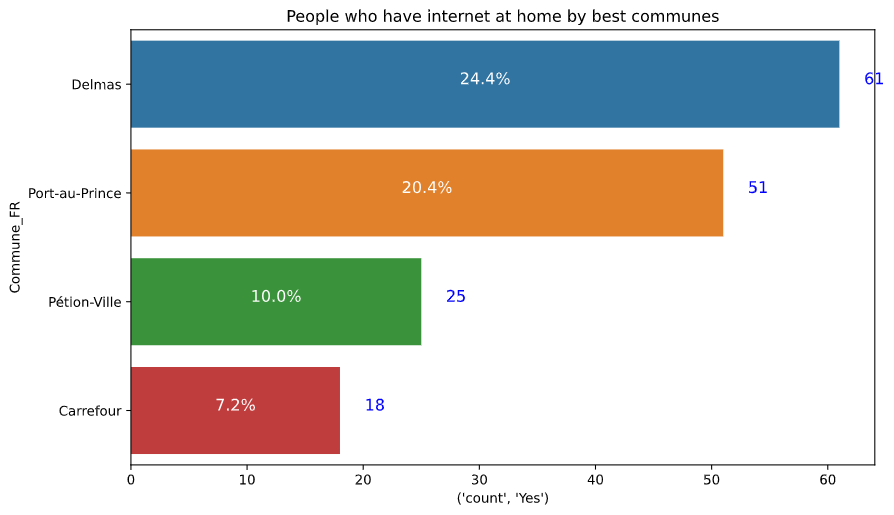 People who have internet at home by best communes
Delmas
24.4%
61
Port-au-Prince
20.4%
51
Pétion-Ville
10.0%
25
Carrefour
7.2%
18
Commune_FR
0 10 20 30 40 50 60
('count', 'Yes')